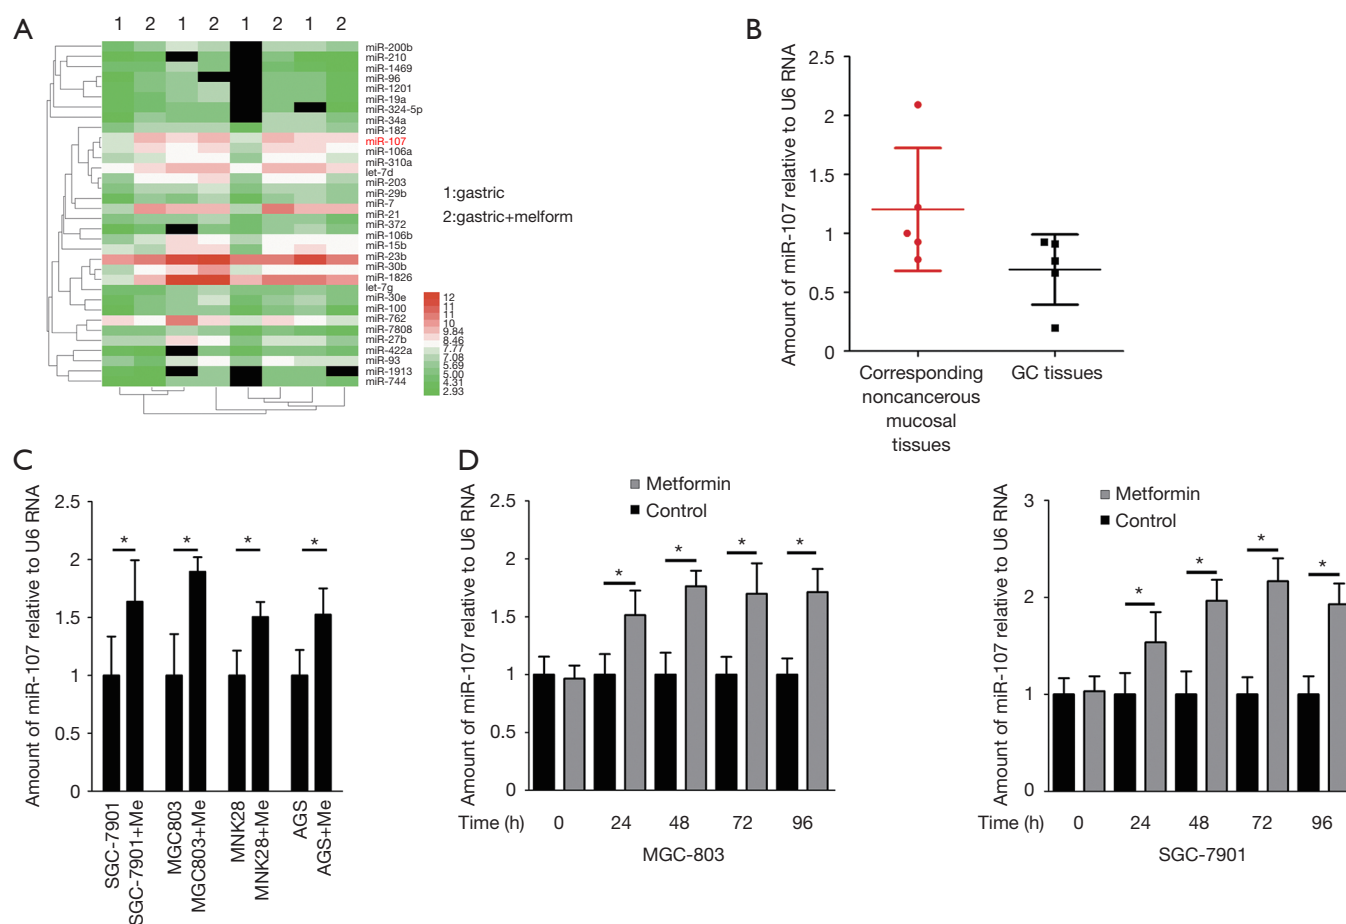 A
1 2 1 2 1 2 1 2
miR-200b
miR-210
miR-1469
miR-96
miR-1201
miR-19a
miR-324-5p
miR-34a
miR-182
miR-107
miR-106a
miR-310a
let-7d
miR-203
miR-29b
miR-7
miR-21
miR-372
miR-106b
miR-15b
miR-23b
miR-30b
miR-1826
let-7g
miR-30e
miR-100
miR-762
miR-7808
miR-27b
miR-422a
miR-93
miR-1913
miR-744
1:gastric
2:gastric+melform
12
11
11
10
9.84
8.46
7.77
7.08
5.69
5.00
4.31
2.93
B
Amount of miR-107 relative to U6 RNA
2.5
2
1.5
1
0.5
0
Corresponding
noncancerous
mucosal
tissues
GC tissues
C
Amount of miR-107 relative to U6 RNA
2.5
2
1.5
1
0.5
0
* * * *
SGC-7901
SGC-7901+Me
MGC803
MGC803+Me
MNK28
MNK28+Me
AGS
AGS+Me
D
Metformin
Control
Amount of miR-107 relative to U6 RNA
2.5
2
1.5
1
0.5
0
* * * *
Time (h) 0 24 48 72 96
MGC-803
Metformin
Control
Amount of miR-107 relative to U6 RNA
3
2
1
0
* * * *
Time (h) 0 24 48 72 96
SGC-7901